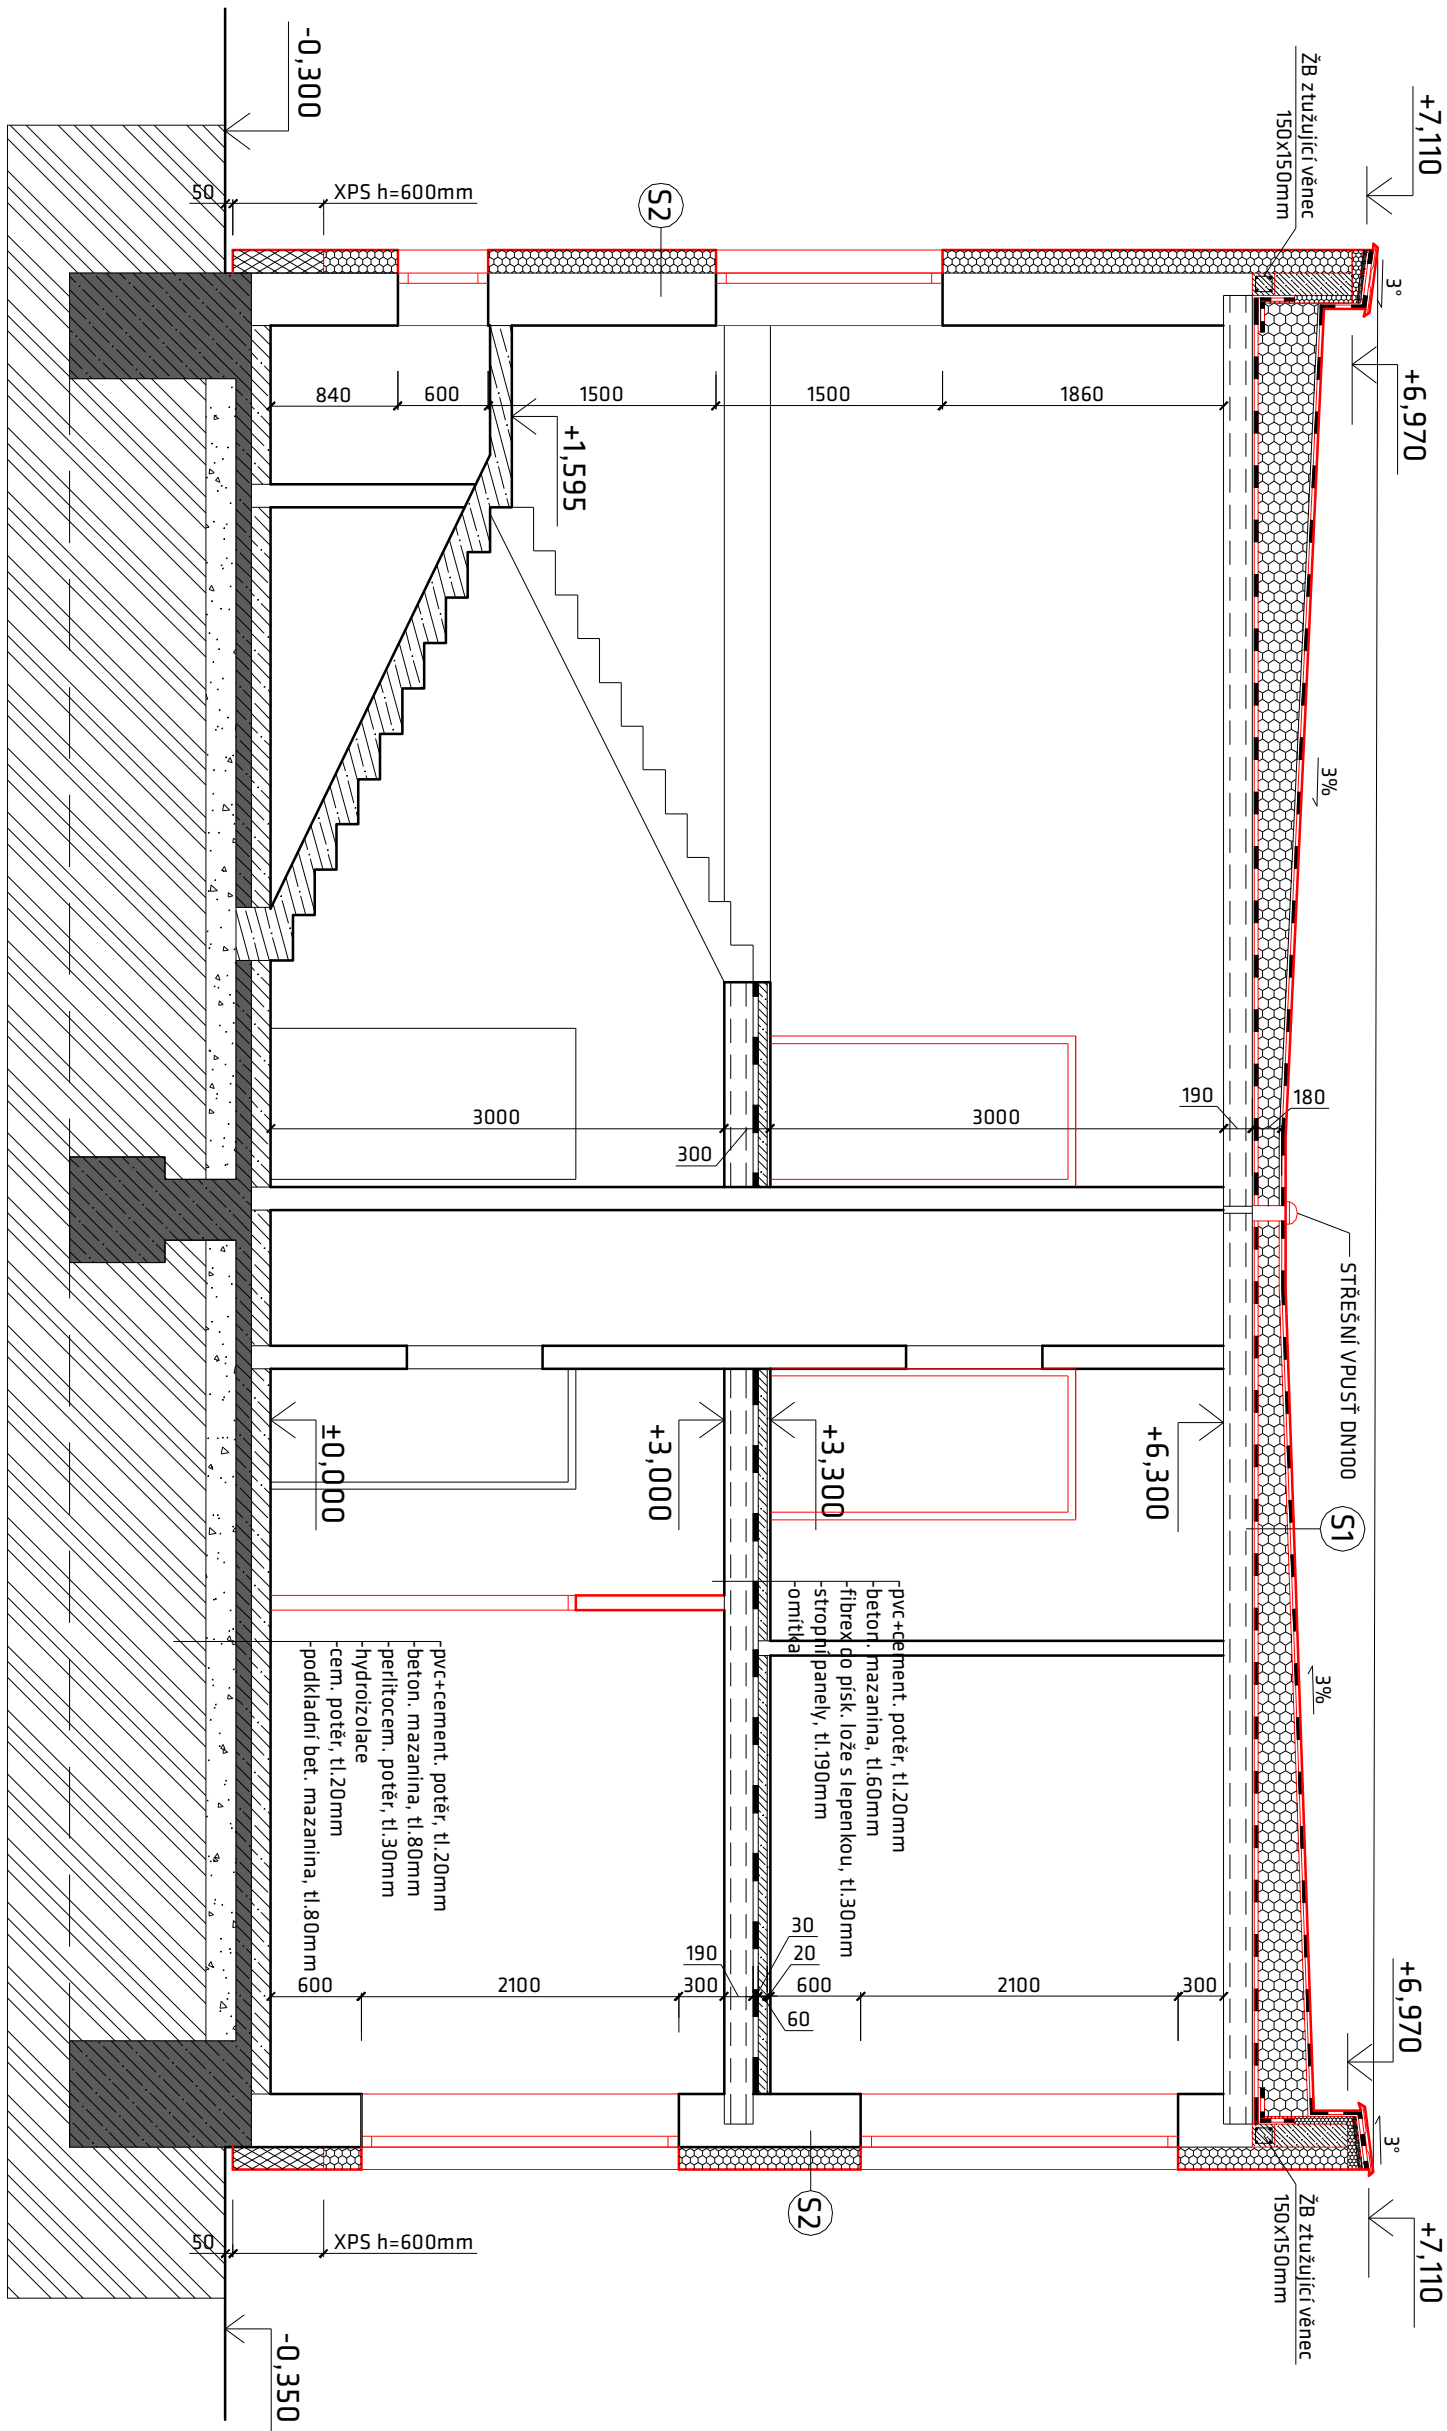 +7,110
ŽB ztužující věnec
150x150mm
3°
+6,970
3%
STŘEŠNÍ VPUSŤ DN100
S1
3%
+6,970
3°
+7,110
ŽB ztužující věnec
150x150mm
190
180
S2
1860
1500
1500
600
840
+1,595
3000
300
3000
+6,300
+3,300
+3,000
±0,000
-pvc+cement. potěr, tl.20mm
-beton. mazanina, tl.60mm
-fibrex do písk. lože s lepenkou, tl.30mm
-stropní panely, tl.190mm
-omítka
-pvc+cement. potěr, tl.20mm
-beton. mazanina, tl.80mm
-perlitocem. potěr, tl.30mm
-hydroizolace
-cem. potěr, tl.20mm
-podkladní bet. mazanina, tl.80mm
300
2100
600
30
20
60
190
300
2100
600
S2
XPS h=600mm
50
-0,300
XPS h=600mm
50
-0,350